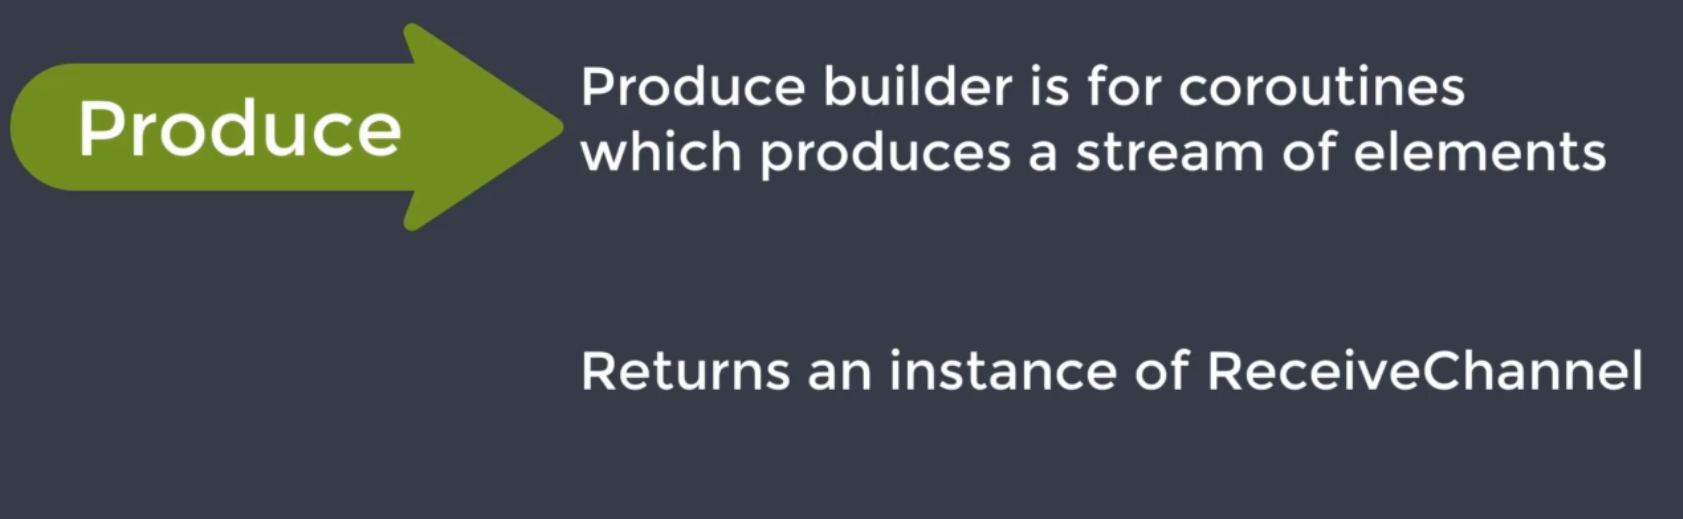 Produce
Produce builder is for coroutines
which produces a stream of elements
Returns an instance of ReceiveChannel